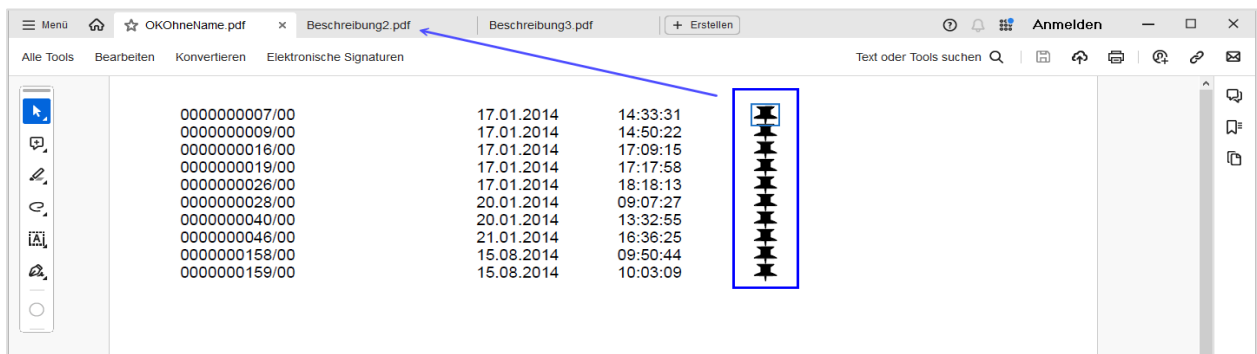 Menü OKOhneName.pdf × Beschreibung2.pdf Beschreibung3.pdf + Erstellen Anmelden
Alle Tools Bearbeiten Konvertieren Elektronische Signaturen Text oder Tools suchen
0000000007/00 17.01.2014 14:33:31
0000000009/00 17.01.2014 14:50:22
0000000016/00 17.01.2014 17:09:15
0000000019/00 17.01.2014 17:17:58
0000000026/00 17.01.2014 18:18:13
0000000028/00 20.01.2014 09:07:27
0000000040/00 20.01.2014 13:32:55
0000000046/00 21.01.2014 16:36:25
0000000158/00 15.08.2014 09:50:44
0000000159/00 15.08.2014 10:03:09